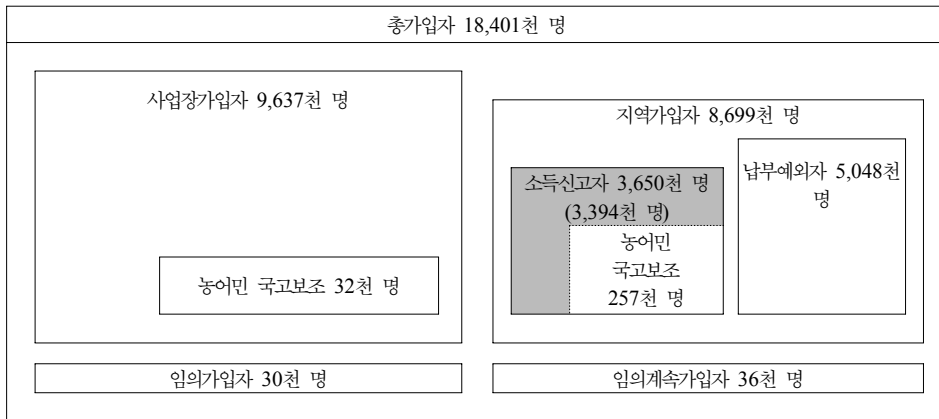 총가입자 18,401천 명
사업장가입자 9,637천 명
지역가입자 8,699천 명
납부예외자 5,048천
명
소득신고자 3,650천 명
(3,394천 명)
농어민
국고보조
257천 명
농어민 국고보조 32천 명
임의가입자 30천 명
임의계속가입자 36천 명